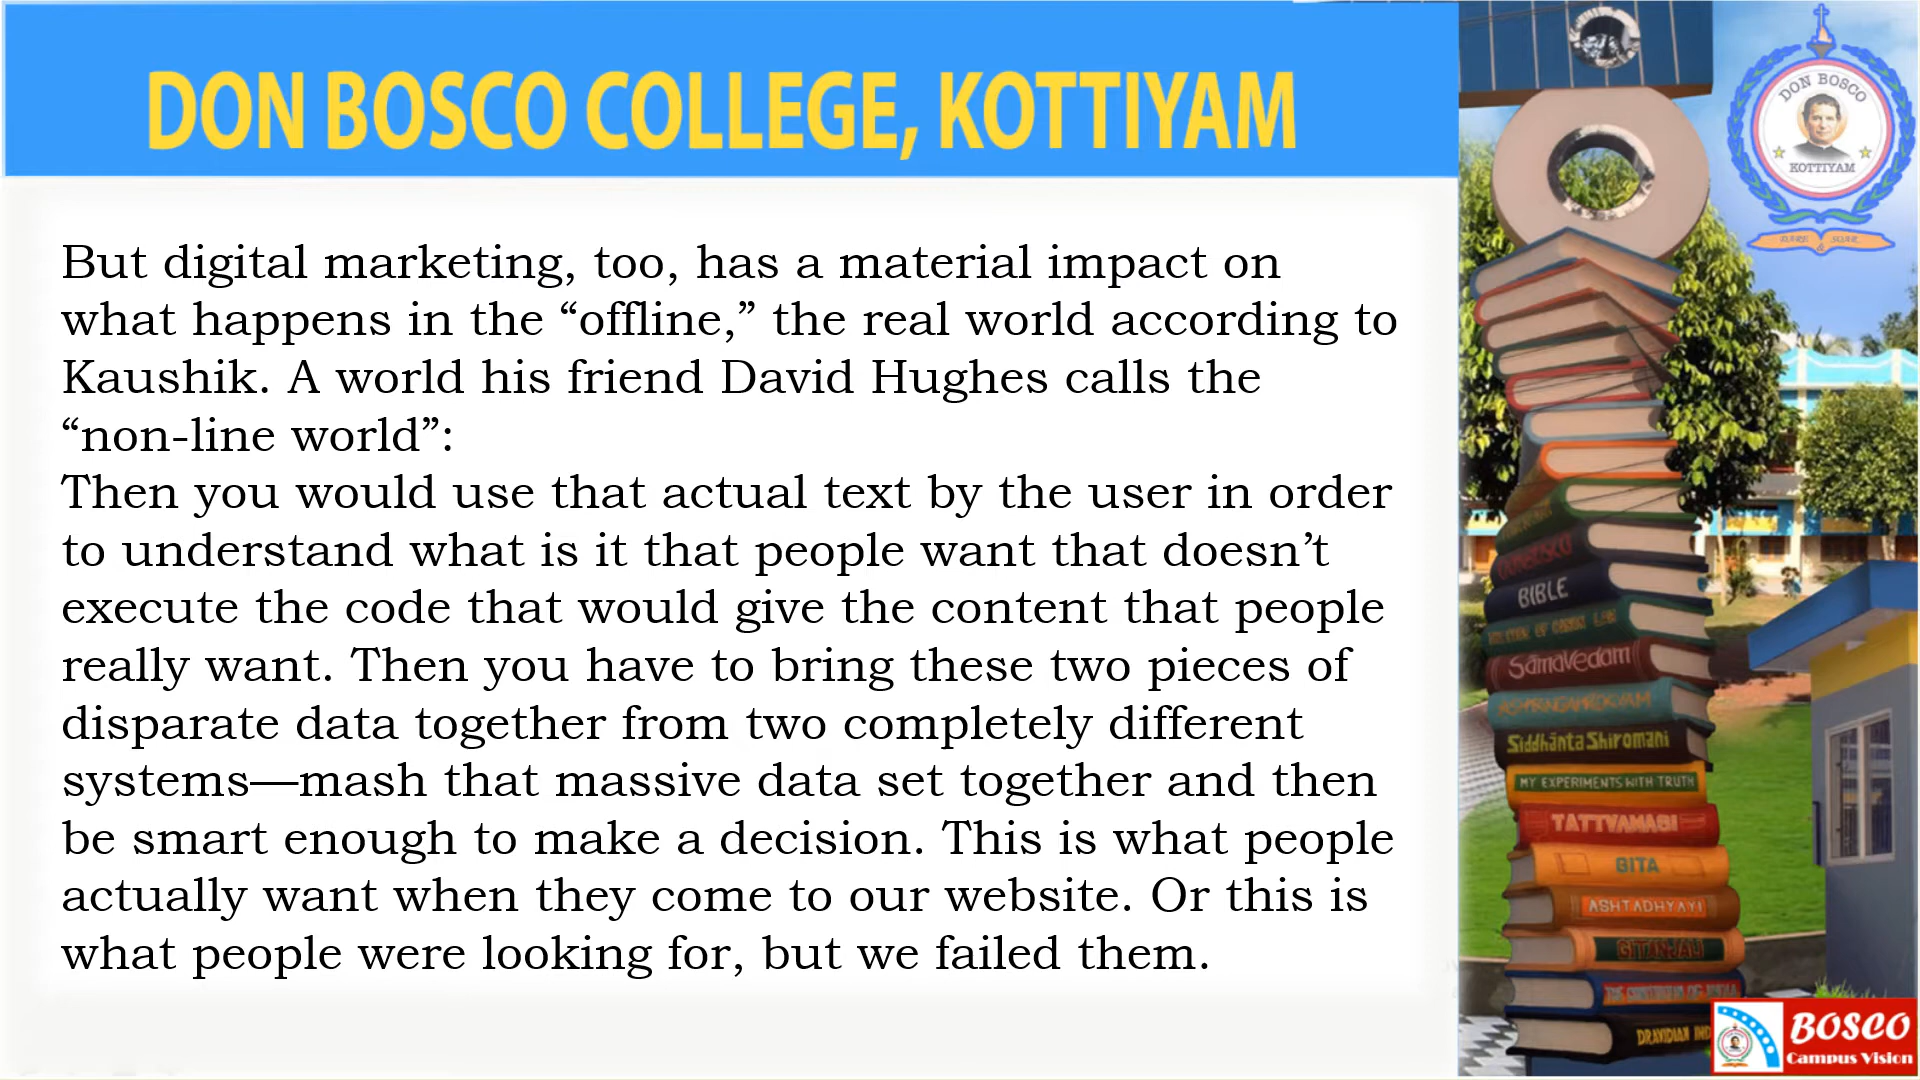 DON BOSCO COLLEGE, KOTTIYAM
DON BOSCO
KOTTIYAM
DARE & SOAR
But digital marketing, too, has a material impact on
what happens in the “offline,” the real world according to
Kaushik. A world his friend David Hughes calls the
“non-line world”:
Then you would use that actual text by the user in order
to understand what is it that people want that doesn’t
execute the code that would give the content that people
really want. Then you have to bring these two pieces of
disparate data together from two completely different
systems—mash that massive data set together and then
be smart enough to make a decision. This is what people
actually want when they come to our website. Or this is
what people were looking for, but we failed them.
BIBLE
SāmaVedam
Siddhānta Shiromani
MY EXPERIMENTS WITH TRUTH
TATTVAMASI
GITA
ASHTADHYAYI
GITANJALI
DRAVIDIAN
BOSCO
Campus Vision